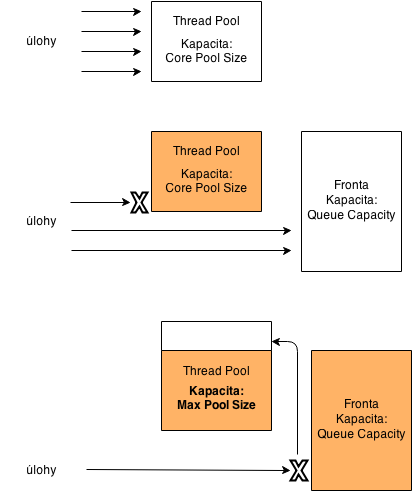 Thread Pool
Kapacita:
Core Pool Size
úlohy
Thread Pool
Kapacita:
Core Pool Size
X
Fronta
Kapacita:
Queue Capacity
úlohy
Thread Pool
Kapacita:
Max Pool Size
Fronta
Kapacita:
Queue Capacity
úlohy
X